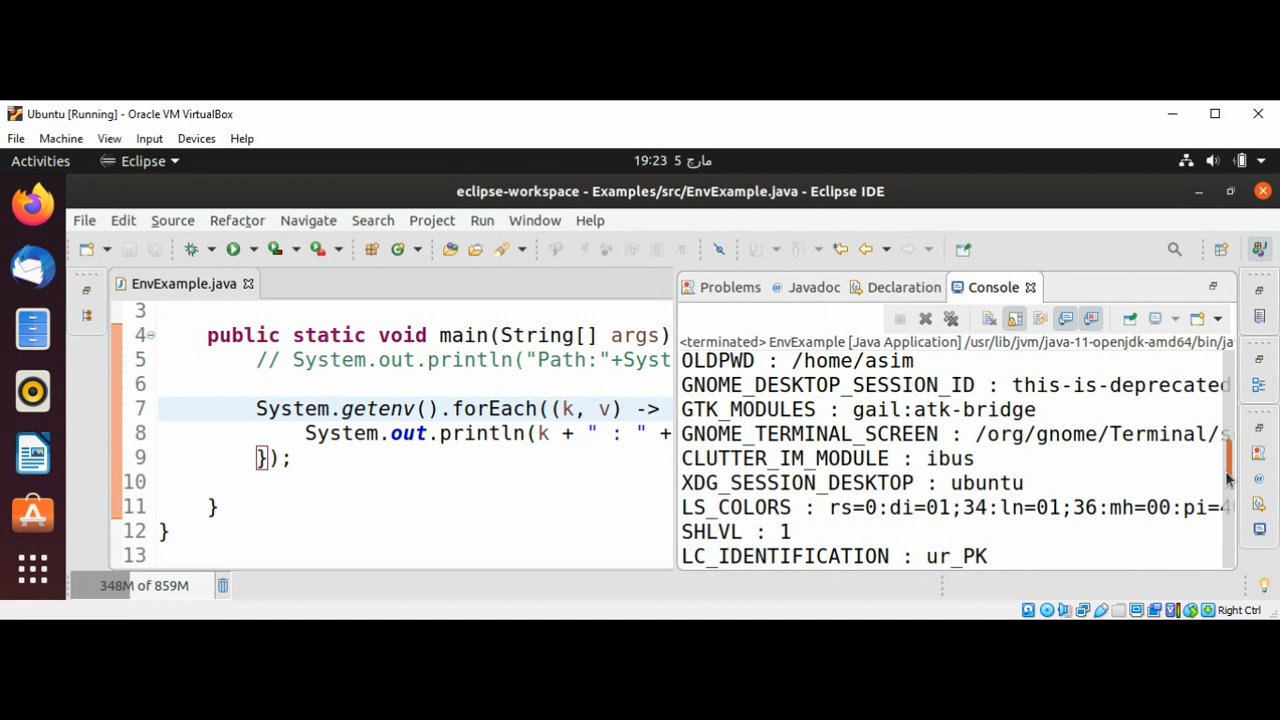 Ubuntu [Running] - Oracle VM VirtualBox
File Machine View Input Devices Help
Activities Eclipse 19:23 5 مارچ
eclipse-workspace - Examples/src/EnvExample.java - Eclipse IDE
File Edit Source Refactor Navigate Search Project Run Window Help
EnvExample.java
3
4 public static void main(String[] args)
5 // System.out.println("Path:"+Syst
6
7 System.getenv().forEach((k, v) ->
8 System.out.println(k + " : " +
9 });
10
11 }
12 }
13
Problems Javadoc Declaration Console
<terminated> EnvExample [Java Application] /usr/lib/jvm/java-11-openjdk-amd64/bin/ja
OLDPWD : /home/asim
GNOME_DESKTOP_SESSION_ID : this-is-deprecated
GTK_MODULES : gail:atk-bridge
GNOME_TERMINAL_SCREEN : /org/gnome/Terminal/s
CLUTTER_IM_MODULE : ibus
XDG_SESSION_DESKTOP : ubuntu
LS_COLORS : rs=0:di=01;34:ln=01;36:mh=00:pi=4
SHLVL : 1
LC_IDENTIFICATION : ur_PK
348M of 859M
Right Ctrl